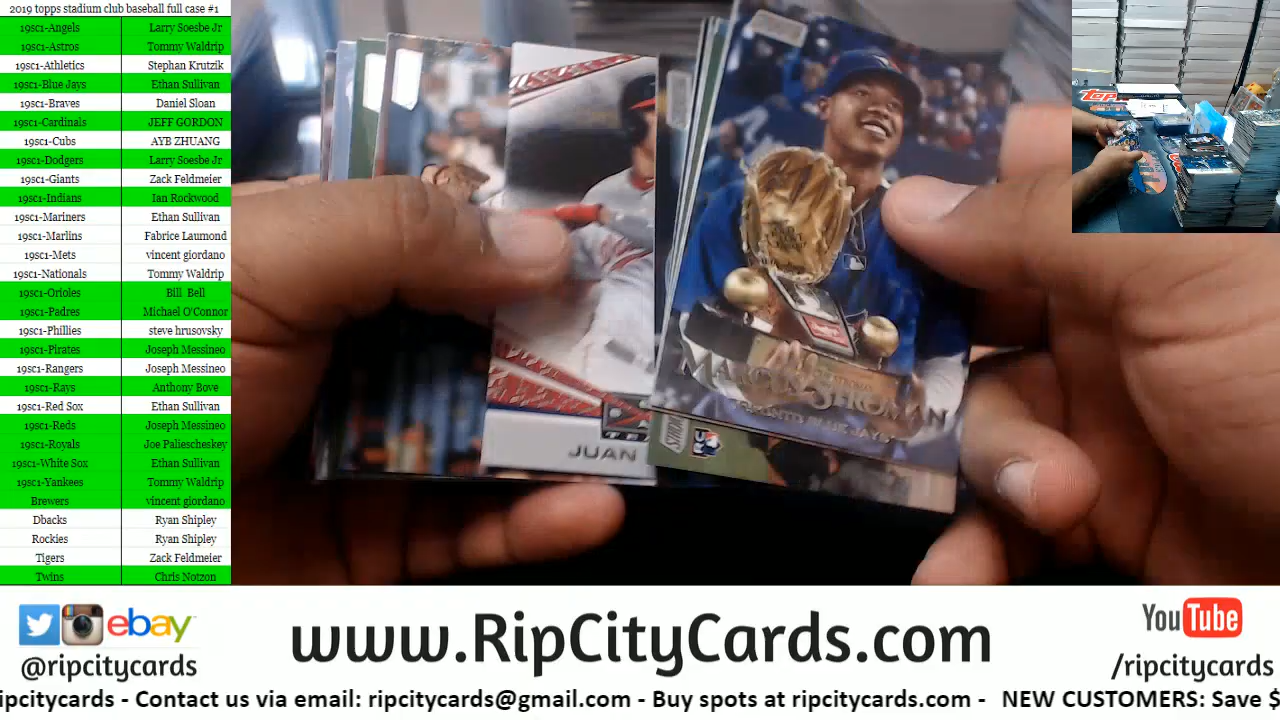 2019 topps stadium club baseball full case #1
19sc1-Angels Larry Soesbe Jr
19sc1-Astros Tommy Waldrip
19sc1-Athletics Stephan Krutzik
19sc1-Blue Jays Ethan Sullivan
19sc1-Braves Daniel Sloan
19sc1-Cardinals JEFF GORDON
19sc1-Cubs AYB ZHUANG
19sc1-Dodgers Larry Soesbe Jr
19sc1-Giants Zack Feldmeier
19sc1-Indians Ian Rockwood
19sc1-Mariners Ethan Sullivan
19sc1-Marlins Fabrice Laumond
19sc1-Mets vincent giordano
19sc1-Nationals Tommy Waldrip
19sc1-Orioles Bill Bell
19sc1-Padres Michael O'Connor
19sc1-Phillies steve hrusovsky
19sc1-Pirates Joseph Messineo
19sc1-Rangers Joseph Messineo
19sc1-Rays Anthony Bove
19sc1-Red Sox Ethan Sullivan
19sc1-Reds Joseph Messineo
19sc1-Royals Joe Paliescheskey
19sc1-White Sox Ethan Sullivan
19sc1-Yankees Tommy Waldrip
Brewers vincent giordano
Dbacks Ryan Shipley
Rockies Ryan Shipley
Tigers Zack Feldmeier
Twins Chris Notzon
MARCUS STROMAN
TORONTO BLUE JAYS
JUAN
ebay
@ripcitycards
www.RipCityCards.com
YouTube
/ripcitycards
ipcitycards - Contact us via email: ripcitycards@gmail.com - Buy spots at ripcitycards.com - NEW CUSTOMERS: Save $